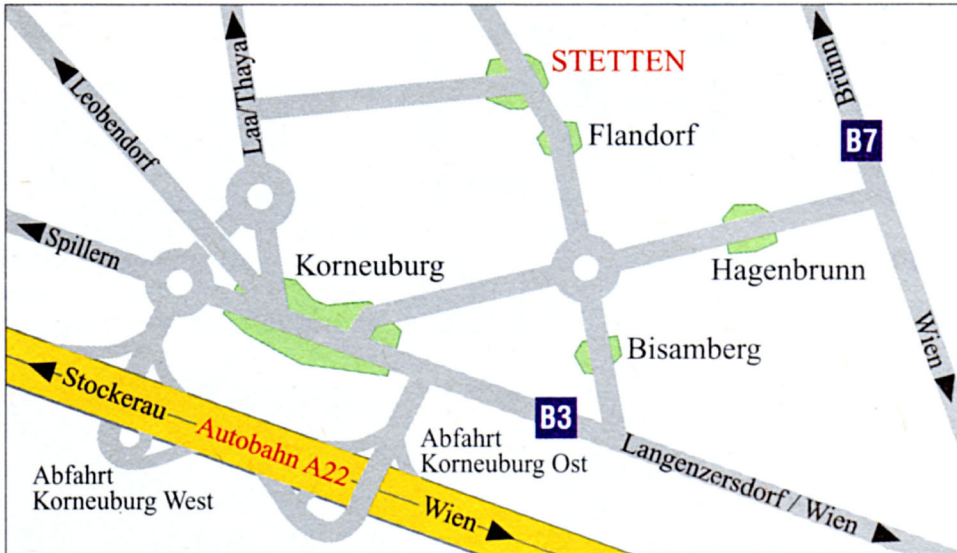 STETTEN
Laa/Thaya
Brünn
Leobendorf
Flandorf
B7
Spillern
Korneuburg
Hagenbrunn
Bisamberg
Wien
Stockerau
Autobahn A22
B3
Abfahrt
Korneuburg Ost
Abfahrt
Korneuburg West
Wien
Langenzersdorf / Wien